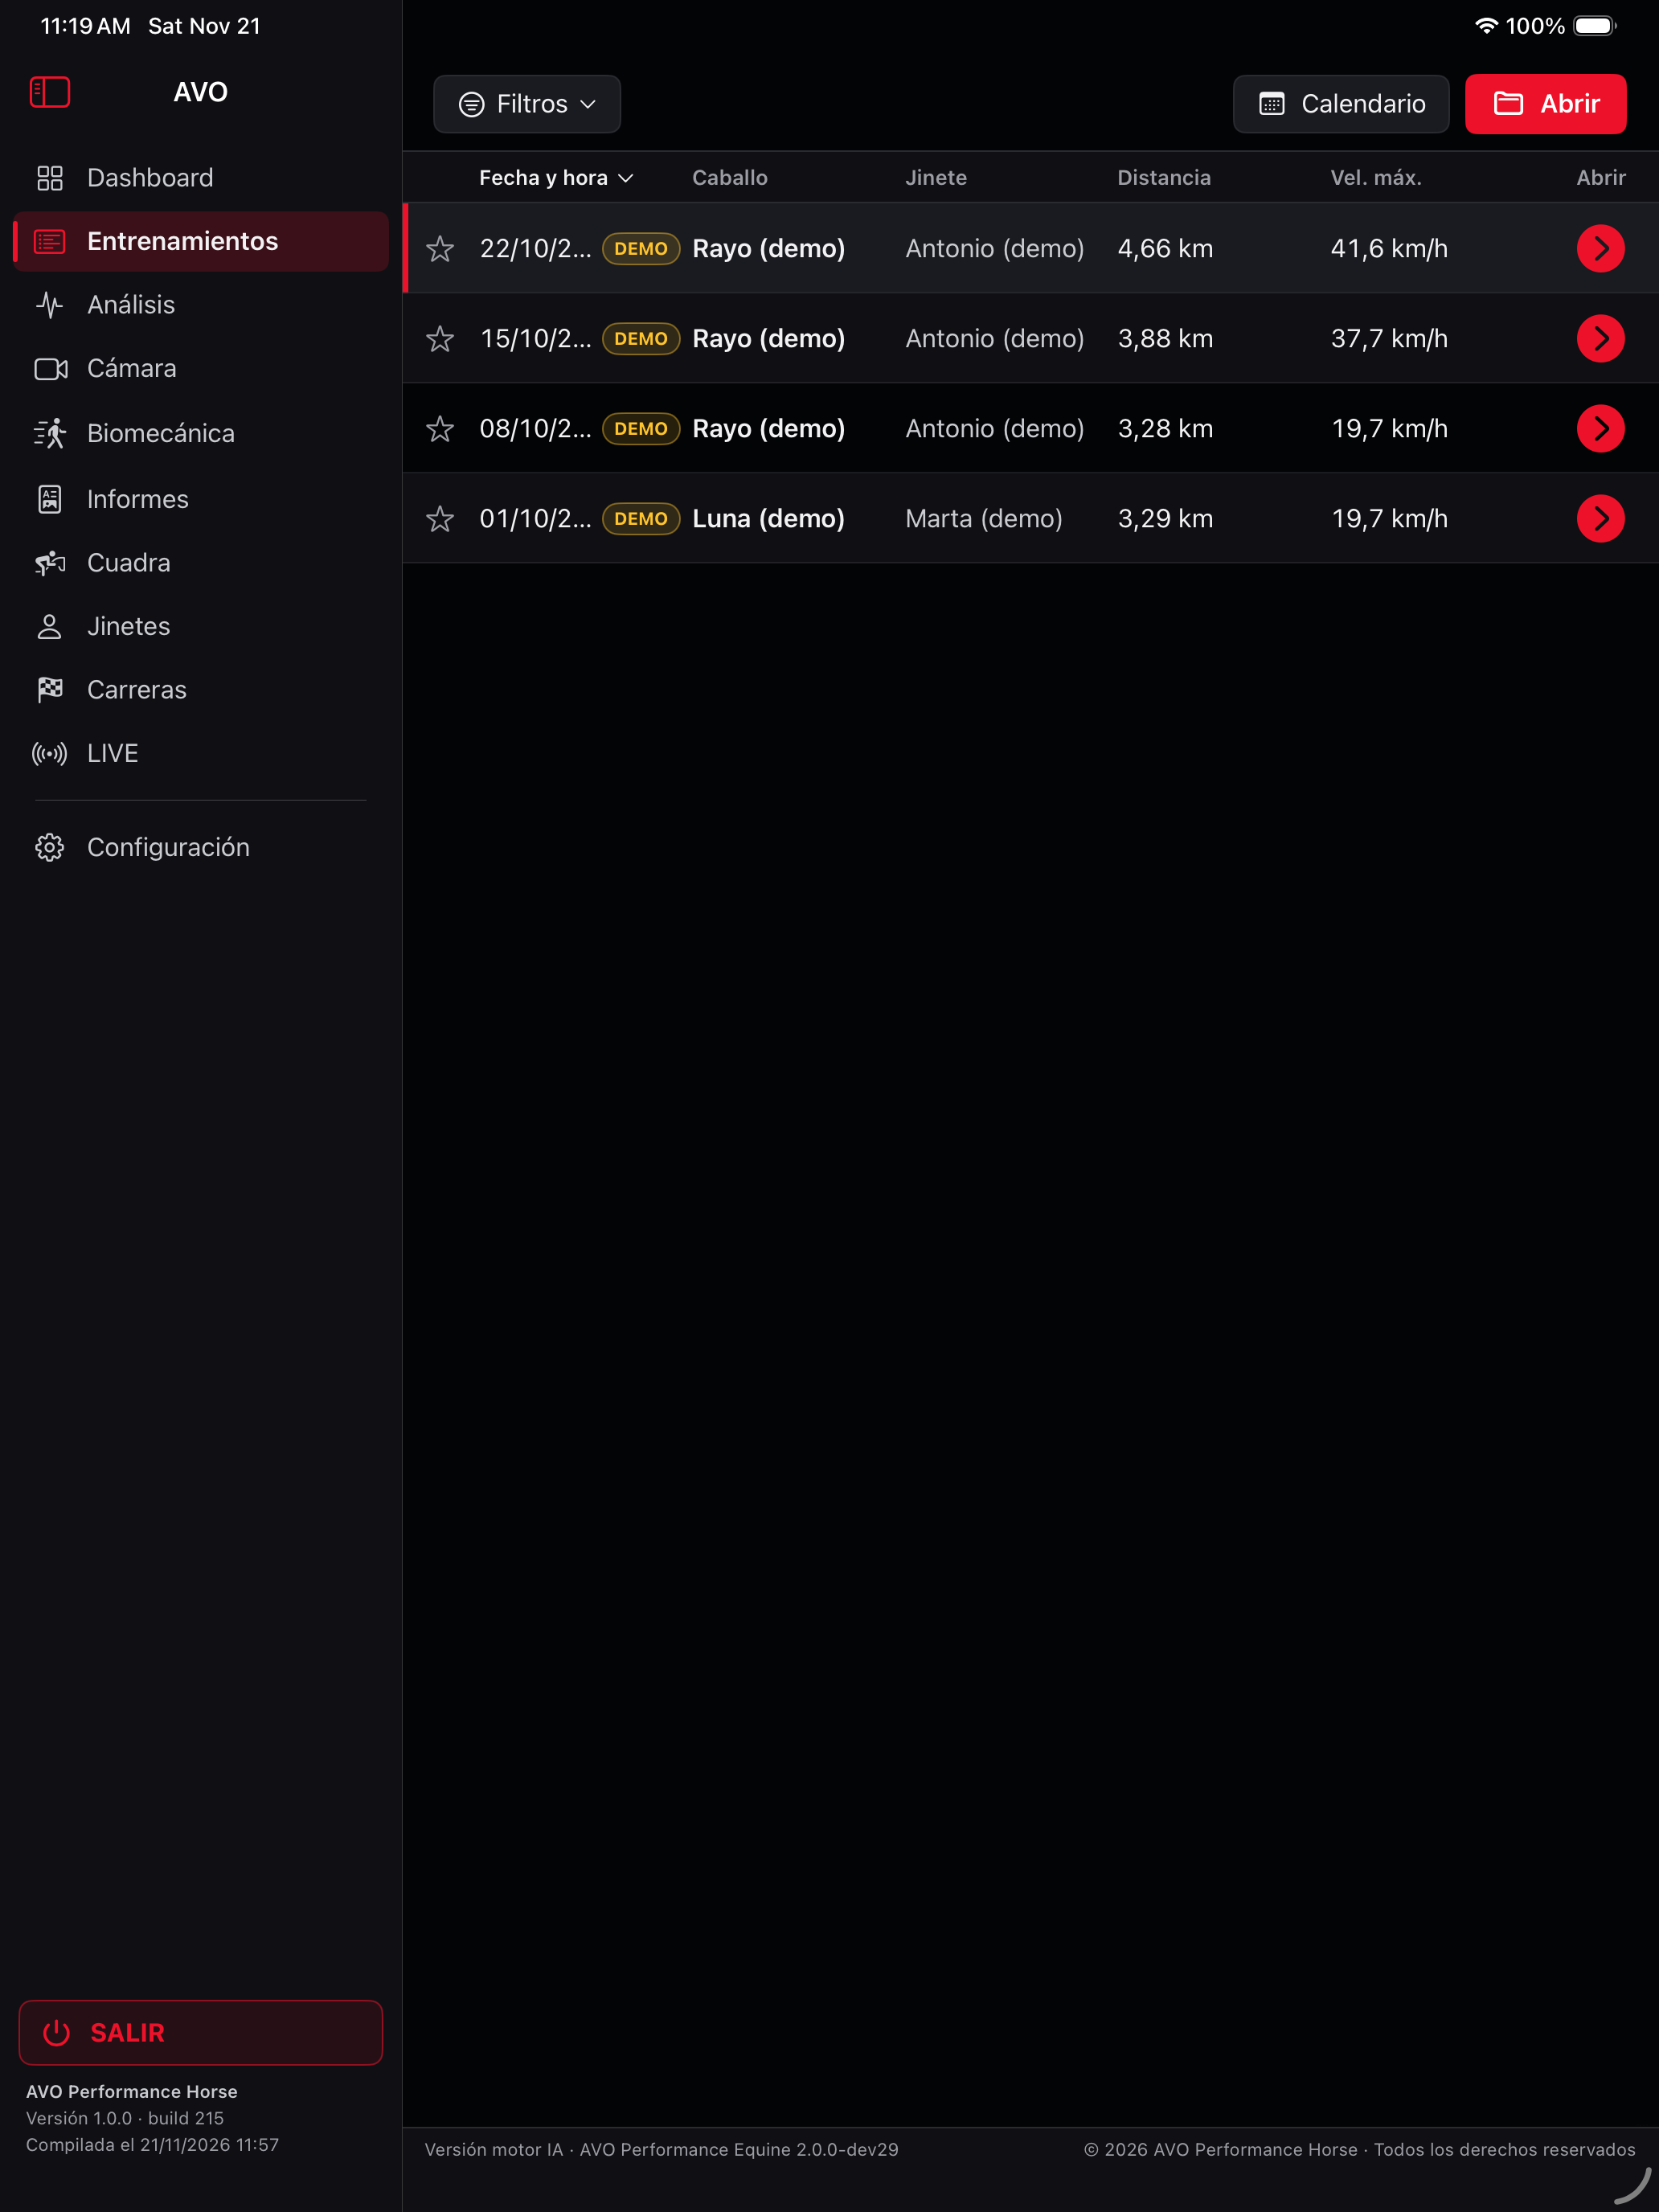 11:19 AM Sat Nov 21
100%
AVO
Dashboard
Entrenamientos
Análisis
Cámara
Biomecánica
Informes
Cuadra
Jinetes
Carreras
LIVE
Configuración
SALIR
AVO Performance Horse
Versión 1.0.0 · build 215
Compilada el 21/11/2026 11:57
Filtros
Calendario
Abrir
Fecha y hora Caballo Jinete Distancia Vel. máx. Abrir
22/10/2... DEMO Rayo (demo) Antonio (demo) 4,66 km 41,6 km/h
15/10/2... DEMO Rayo (demo) Antonio (demo) 3,88 km 37,7 km/h
08/10/2... DEMO Rayo (demo) Antonio (demo) 3,28 km 19,7 km/h
01/10/2... DEMO Luna (demo) Marta (demo) 3,29 km 19,7 km/h
Versión motor IA · AVO Performance Equine 2.0.0-dev29
© 2026 AVO Performance Horse · Todos los derechos reservados